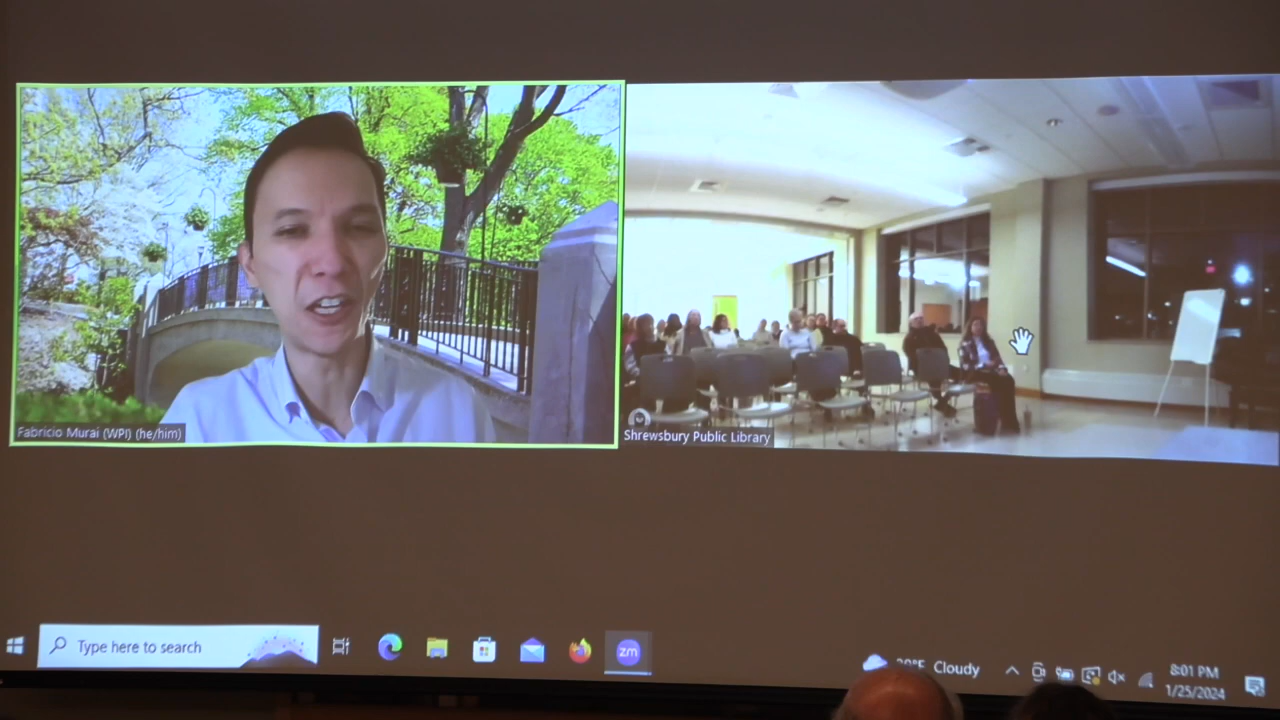 Fabricio Murai (WPI) (he/him)
Shrewsbury Public Library
Type here to search
zm
Cloudy
8:01 PM
1/25/2024